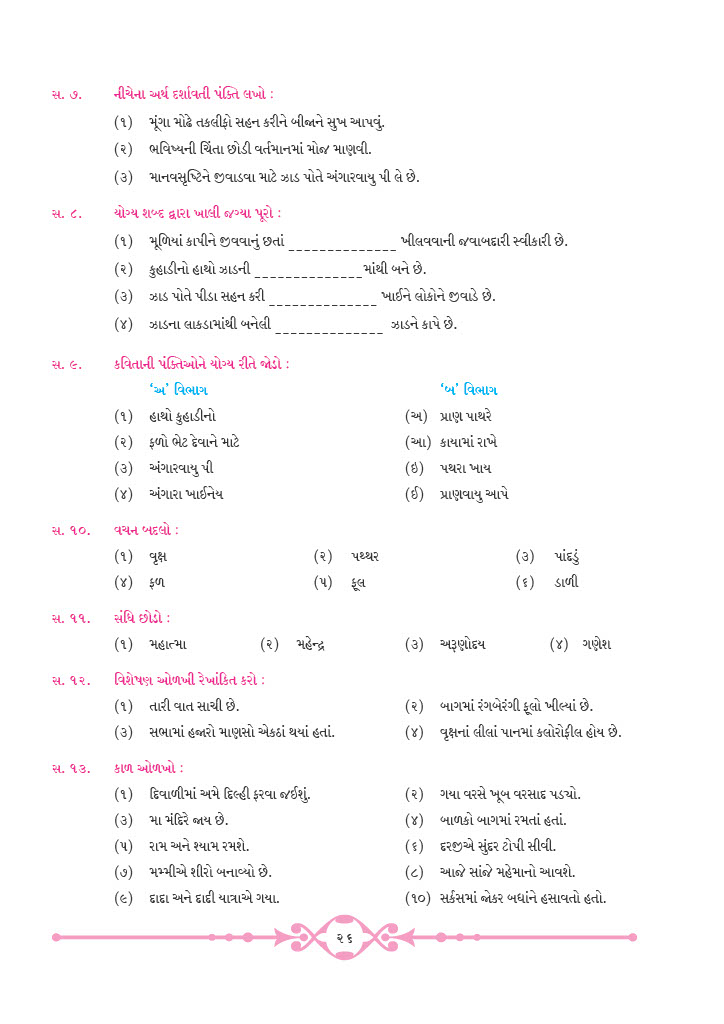 સ. ૭. નીચેના અર્થ દર્શાવતી પંક્તિ લખો :
(૧) મૂંગા મોઢે તકલીફો સહન કરીને બીજાને સુખ આપવું.
(૨) ભવિષ્યની ચિંતા છોડી વર્તમાનમાં મોજ માણવી.
(૩) માનવસૃષ્ટિને જીવાડવા માટે ઝાડ પોતે અંગારવાયુ પી લે છે.
સ. ૮. યોગ્ય શબ્દ દ્વારા ખાલી જગ્યા પૂરો :
(૧) મૂળિયાં કાપીને જીવવાનું છતાં ______________ ખીલવવાની જવાબદારી સ્વીકારી છે.
(૨) કુહાડીનો હાથો ઝાડની ______________માંથી બને છે.
(૩) ઝાડ પોતે પીડા સહન કરી ______________ ખાઈને લોકોને જીવાડે છે.
(૪) ઝાડના લાકડામાંથી બનેલી ______________ ઝાડને કાપે છે.
સ. ૯. કવિતાની પંક્તિઓને યોગ્ય રીતે જોડો :
‘અ’ વિભાગ ‘બ’ વિભાગ
(૧) હાથો કુહાડીનો (અ) પ્રાણ પાથરે
(૨) ફળો ભેટ દેવાને માટે (આ) કાયામાં રાખે
(૩) અંગારવાયુ પી (ઇ) પથરા ખાય
(૪) અંગારા ખાઈનેય (ઈ) પ્રાણવાયુ આપે
સ. ૧૦. વચન બદલો :
(૧) વૃક્ષ (૨) પથ્થર (૩) પાંદડું
(૪) ફળ (૫) ફૂલ (૬) ડાળી
સ. ૧૧. સંધિ છોડો :
(૧) મહાત્મા (૨) મહેન્દ્ર (૩) અરૂણોદય (૪) ગણેશ
સ. ૧૨. વિશેષણ ઓળખી રેખાંકિત કરો :
(૧) તારી વાત સાચી છે. (૨) બાગમાં રંગબેરંગી ફૂલો ખીલ્યાં છે.
(૩) સભામાં હજારો માણસો એકઠાં થયાં હતાં. (૪) વૃક્ષનાં લીલાં પાનમાં કલોરોફીલ હોય છે.
સ. ૧૩. કાળ ઓળખો :
(૧) દિવાળીમાં અમે દિલ્હી ફરવા જઈશું. (૨) ગયા વરસે ખૂબ વરસાદ પડ્યો.
(૩) મા મંદિરે જાય છે. (૪) બાળકો બાગમાં રમતાં હતાં.
(૫) રામ અને શ્યામ રમશે. (૬) દરજીએ સુંદર ટોપી સીવી.
(૭) મમ્મીએ શીરો બનાવ્યો છે. (૮) આજે સાંજે મહેમાનો આવશે.
(૯) દાદા અને દાદી યાત્રાએ ગયા. (૧૦) સર્કસમાં જોકર બધાંને હસાવતો હતો.
૨૬